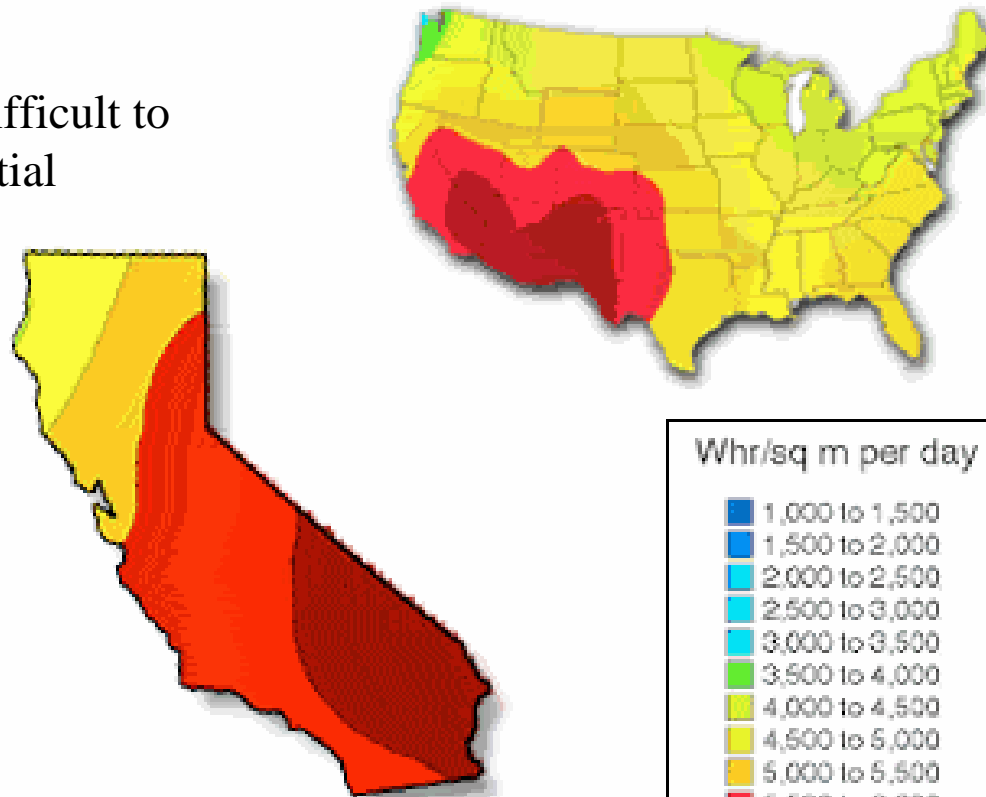 ifficult to
tial
Whr/sq m per day
1,000 to 1,500
1,500 to 2,000
2,000 to 2,500
2,500 to 3,000
3,000 to 3,500
3,500 to 4,000
4,000 to 4,500
4,500 to 5,000
5,000 to 5,500